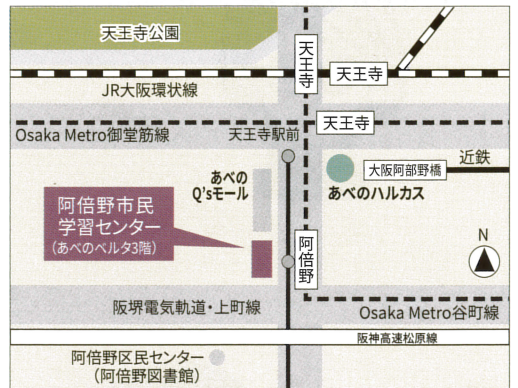 天王寺公園
天王寺
天王寺
JR大阪環状線
Osaka Metro御堂筋線
天王寺駅前
天王寺
あべの
Q'sモール
大阪阿部野橋
近鉄
あべのハルカス
阿倍野市民
学習センター
(あべのベルタ3階)
阿倍野
N
阪堺電気軌道・上町線
Osaka Metro谷町線
阪神高速松原線
阿倍野区民センター
(阿倍野図書館)